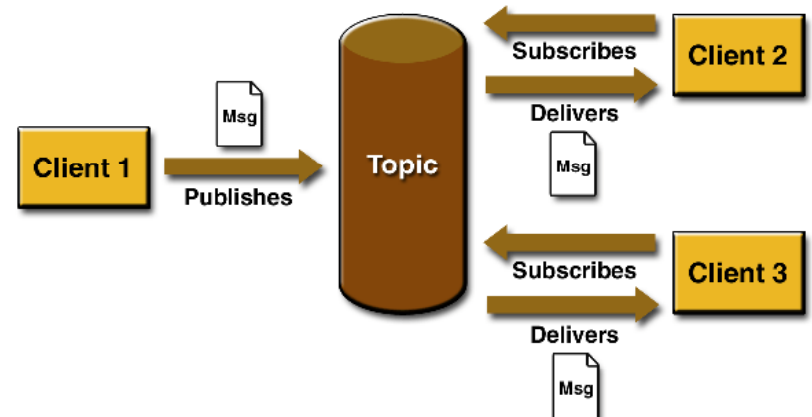 Msg
Client 1
Publishes
Topic
Subscribes
Client 2
Delivers
Msg
Subscribes
Client 3
Delivers
Msg